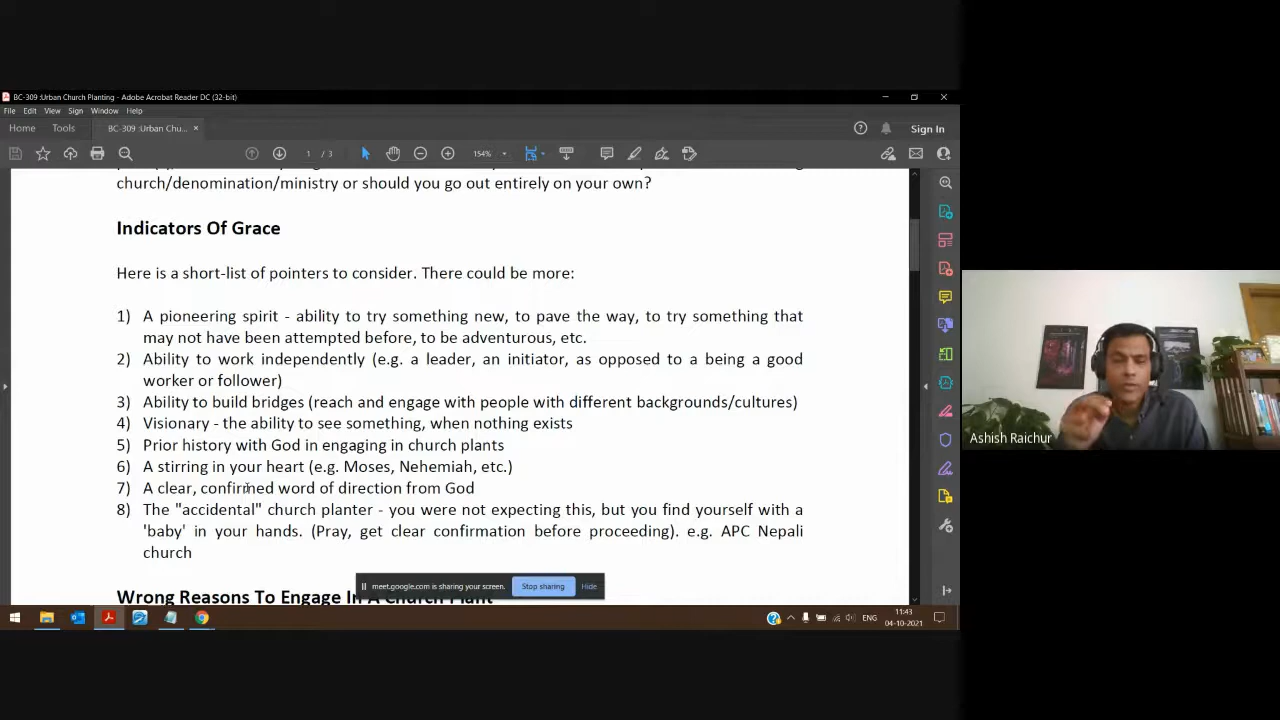 BC-309 :Urban Church Planting - Adobe Acrobat Reader DC (32-bit)
File Edit View Sign Window Help
Home Tools BC-309 :Urban Chu... × Sign In
1 / 3 154%
church/denomination/ministry or should you go out entirely on your own?
Indicators Of Grace
Here is a short-list of pointers to consider. There could be more:
1) A pioneering spirit - ability to try something new, to pave the way, to try something that
may not have been attempted before, to be adventurous, etc.
2) Ability to work independently (e.g. a leader, an initiator, as opposed to a being a good
worker or follower)
3) Ability to build bridges (reach and engage with people with different backgrounds/cultures)
4) Visionary - the ability to see something, when nothing exists
5) Prior history with God in engaging in church plants
6) A stirring in your heart (e.g. Moses, Nehemiah, etc.)
7) A clear, confirmed word of direction from God
8) The "accidental" church planter - you were not expecting this, but you find yourself with a
'baby' in your hands. (Pray, get clear confirmation before proceeding). e.g. APC Nepali
church
Wrong Reasons To Engage In A Church Plant
meet.google.com is sharing your screen. Stop sharing Hide
ENG 11:43
04-10-2021
Ashish Raichur